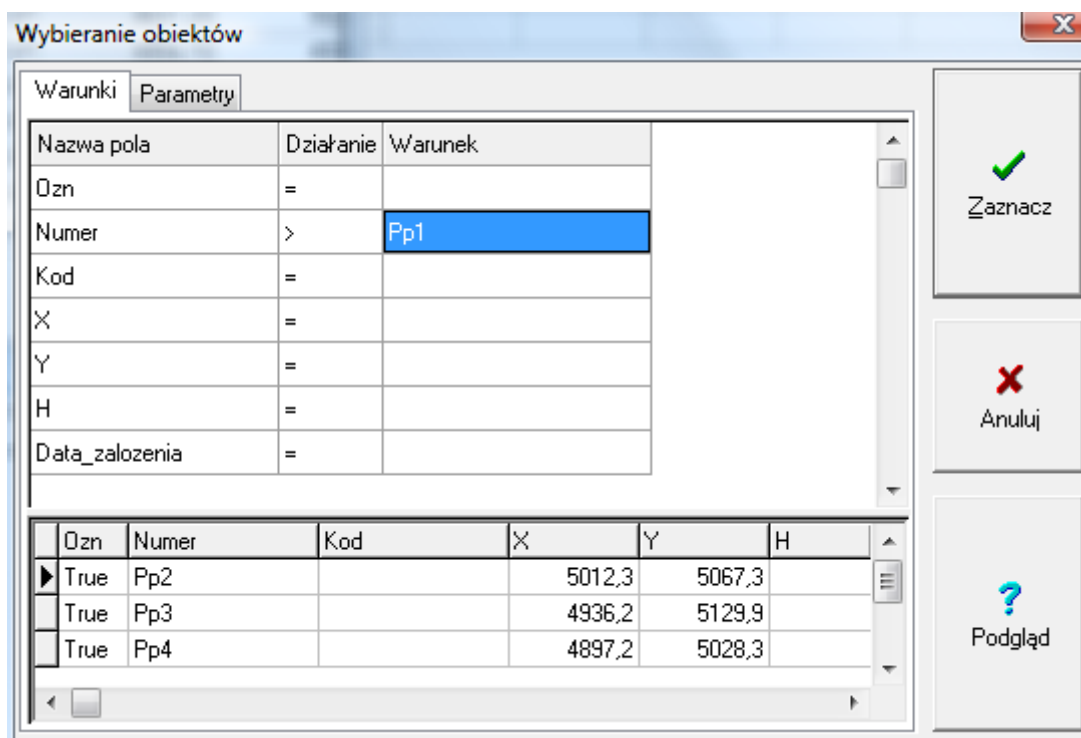 Wybieranie obiektów
Warunki Parametry
Nazwa pola Działanie Warunek
Ozn =
Numer > Pp1
Kod =
X =
Y =
H =
Data_zalozenia =
Ozn Numer Kod X Y H
True Pp2 5012,3 5067,3
True Pp3 4936,2 5129,9
True Pp4 4897,2 5028,3
Zaznacz
Anuluj
Podgląd